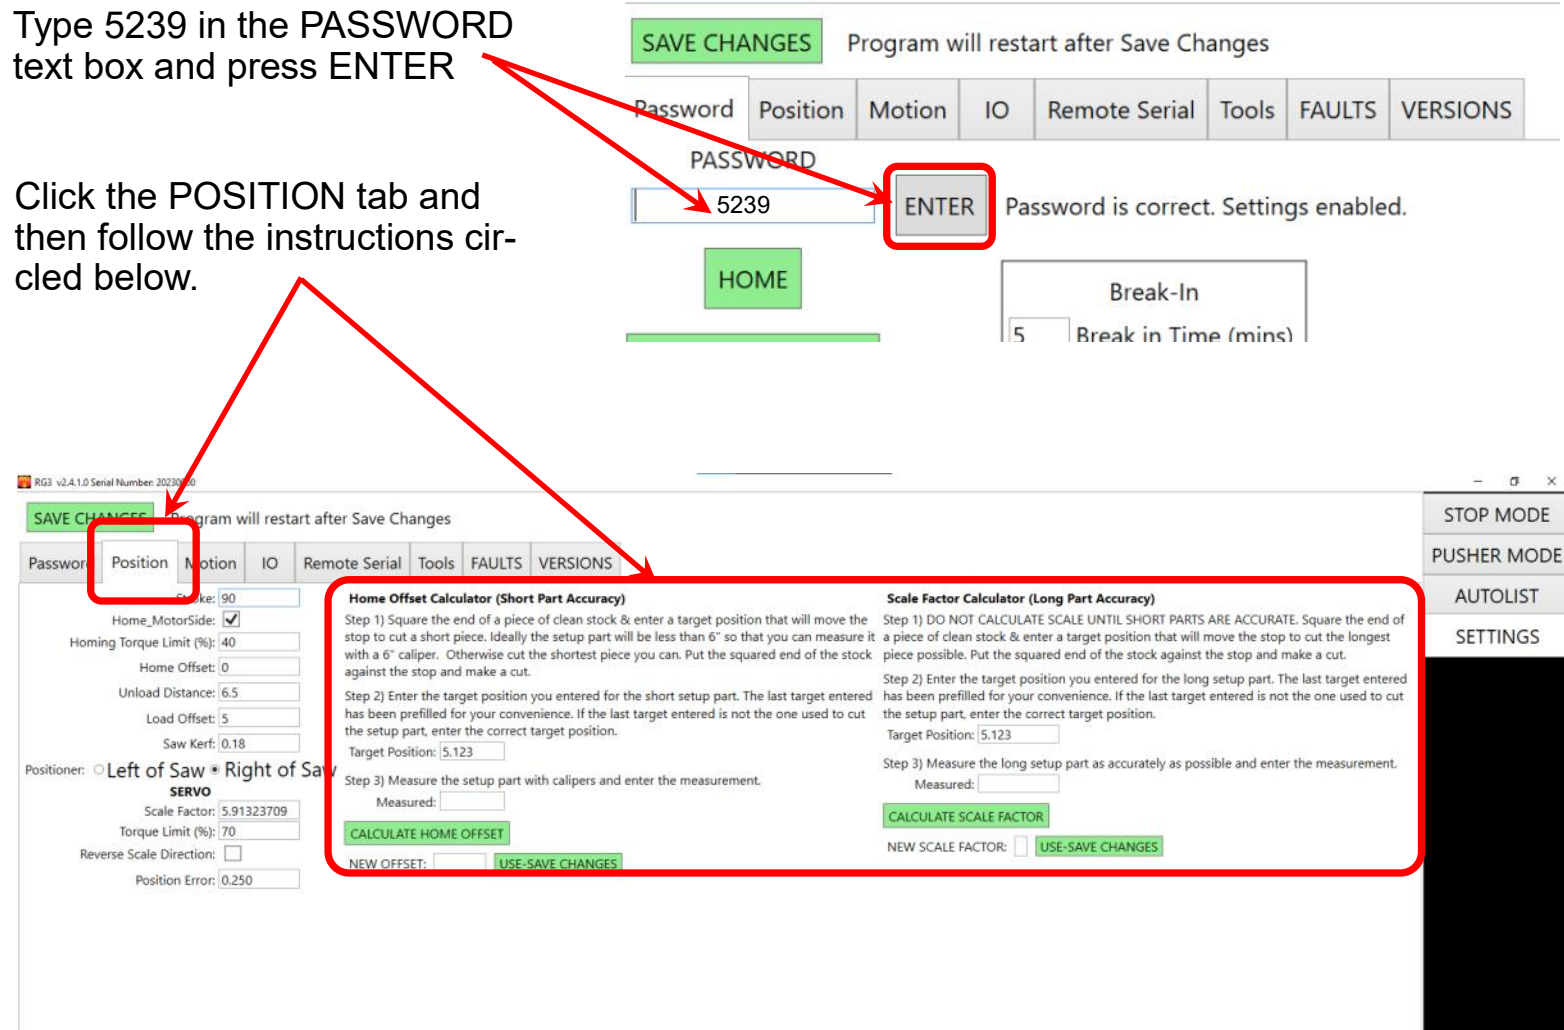 Type 5239 in the PASSWORD
text box and press ENTER
SAVE CHANGES Program will restart after Save Changes
Password Position Motion IO Remote Serial Tools FAULTS VERSIONS
PASSWORD
5239 ENTER Password is correct. Settings enabled.
HOME
Break-In
5 Break in Time (mins)
Click the POSITION tab and
then follow the instructions cir-
cled below.
RG3 v2.4.1.0 Serial Number:
SAVE CHANGES Program will restart after Save Changes
Password Position Motion IO Remote Serial Tools FAULTS VERSIONS
STOP MODE
PUSHER MODE
AUTOLIST
SETTINGS
Stroke: 90
Home_MotorSide:
Homing Torque Limit (%): 40
Home Offset: 0
Unload Distance: 6.5
Load Offset: 5
Saw Kerf: 0.18
Positioner: Left of Saw Right of Saw
SERVO
Scale Factor: 5.91323709
Torque Limit (%): 70
Reverse Scale Direction:
Position Error: 0.250
Home Offset Calculator (Short Part Accuracy)
Step 1) Square the end of a piece of clean stock & enter a target position that will move the
stop to cut a short piece. Ideally the setup part will be less than 6" so that you can measure it
with a 6" caliper. Otherwise cut the shortest piece you can. Put the squared end of the stock
against the stop and make a cut.
Step 2) Enter the target position you entered for the short setup part. The last target entered
has been prefilled for your convenience. If the last target entered is not the one used to cut
the setup part, enter the correct target position.
Target Position: 5.123
Step 3) Measure the setup part with calipers and enter the measurement.
Measured:
CALCULATE HOME OFFSET
NEW OFFSET: USE-SAVE CHANGES
Scale Factor Calculator (Long Part Accuracy)
Step 1) DO NOT CALCULATE SCALE UNTIL SHORT PARTS ARE ACCURATE. Square the end of
a piece of clean stock & enter a target position that will move the stop to cut the longest
piece possible. Put the squared end of the stock against the stop and make a cut.
Step 2) Enter the target position you entered for the long setup part. The last target entered
has been prefilled for your convenience. If the last target entered is not the one used to cut
the setup part, enter the correct target position.
Target Position: 5.123
Step 3) Measure the long setup part as accurately as possible and enter the measurement.
Measured:
CALCULATE SCALE FACTOR
NEW SCALE FACTOR: USE-SAVE CHANGES